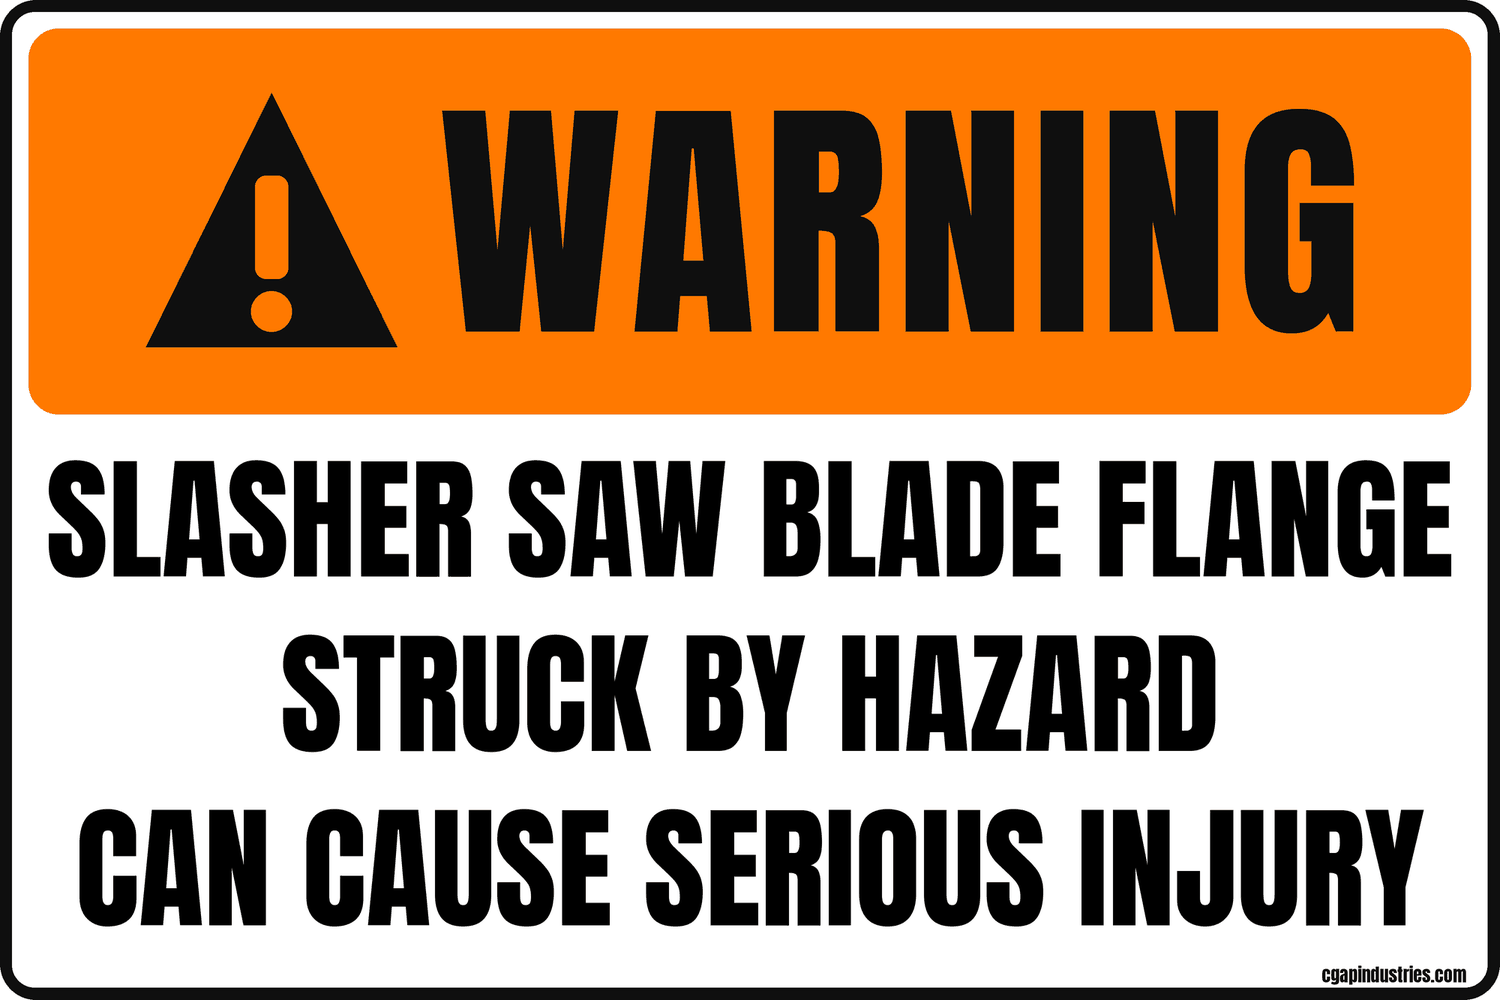 WARNING
SLASHER SAW BLADE FLANGE
STRUCK BY HAZARD
CAN CAUSE SERIOUS INJURY
cgapindustries.com